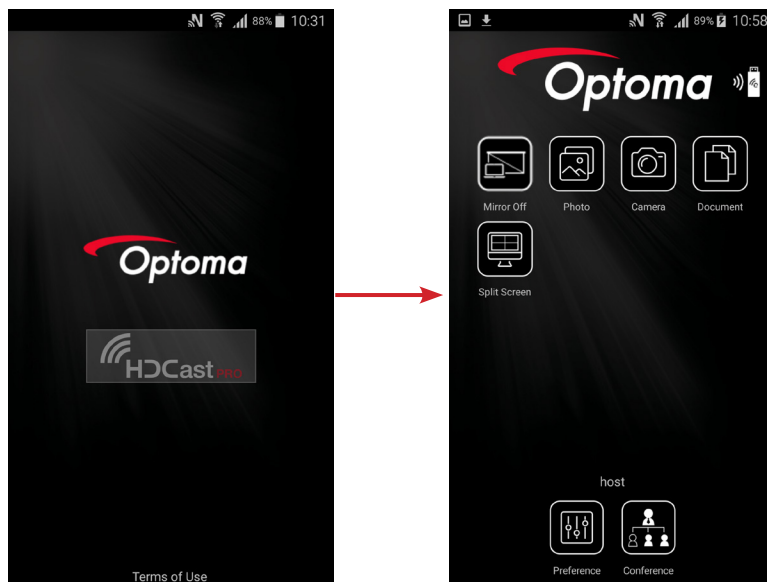 88% 10:31
Optoma
HDCast PRO
Terms of Use
89% 10:58
Optoma
Mirror Off Photo Camera Document
Split Screen
host
Preference Conference